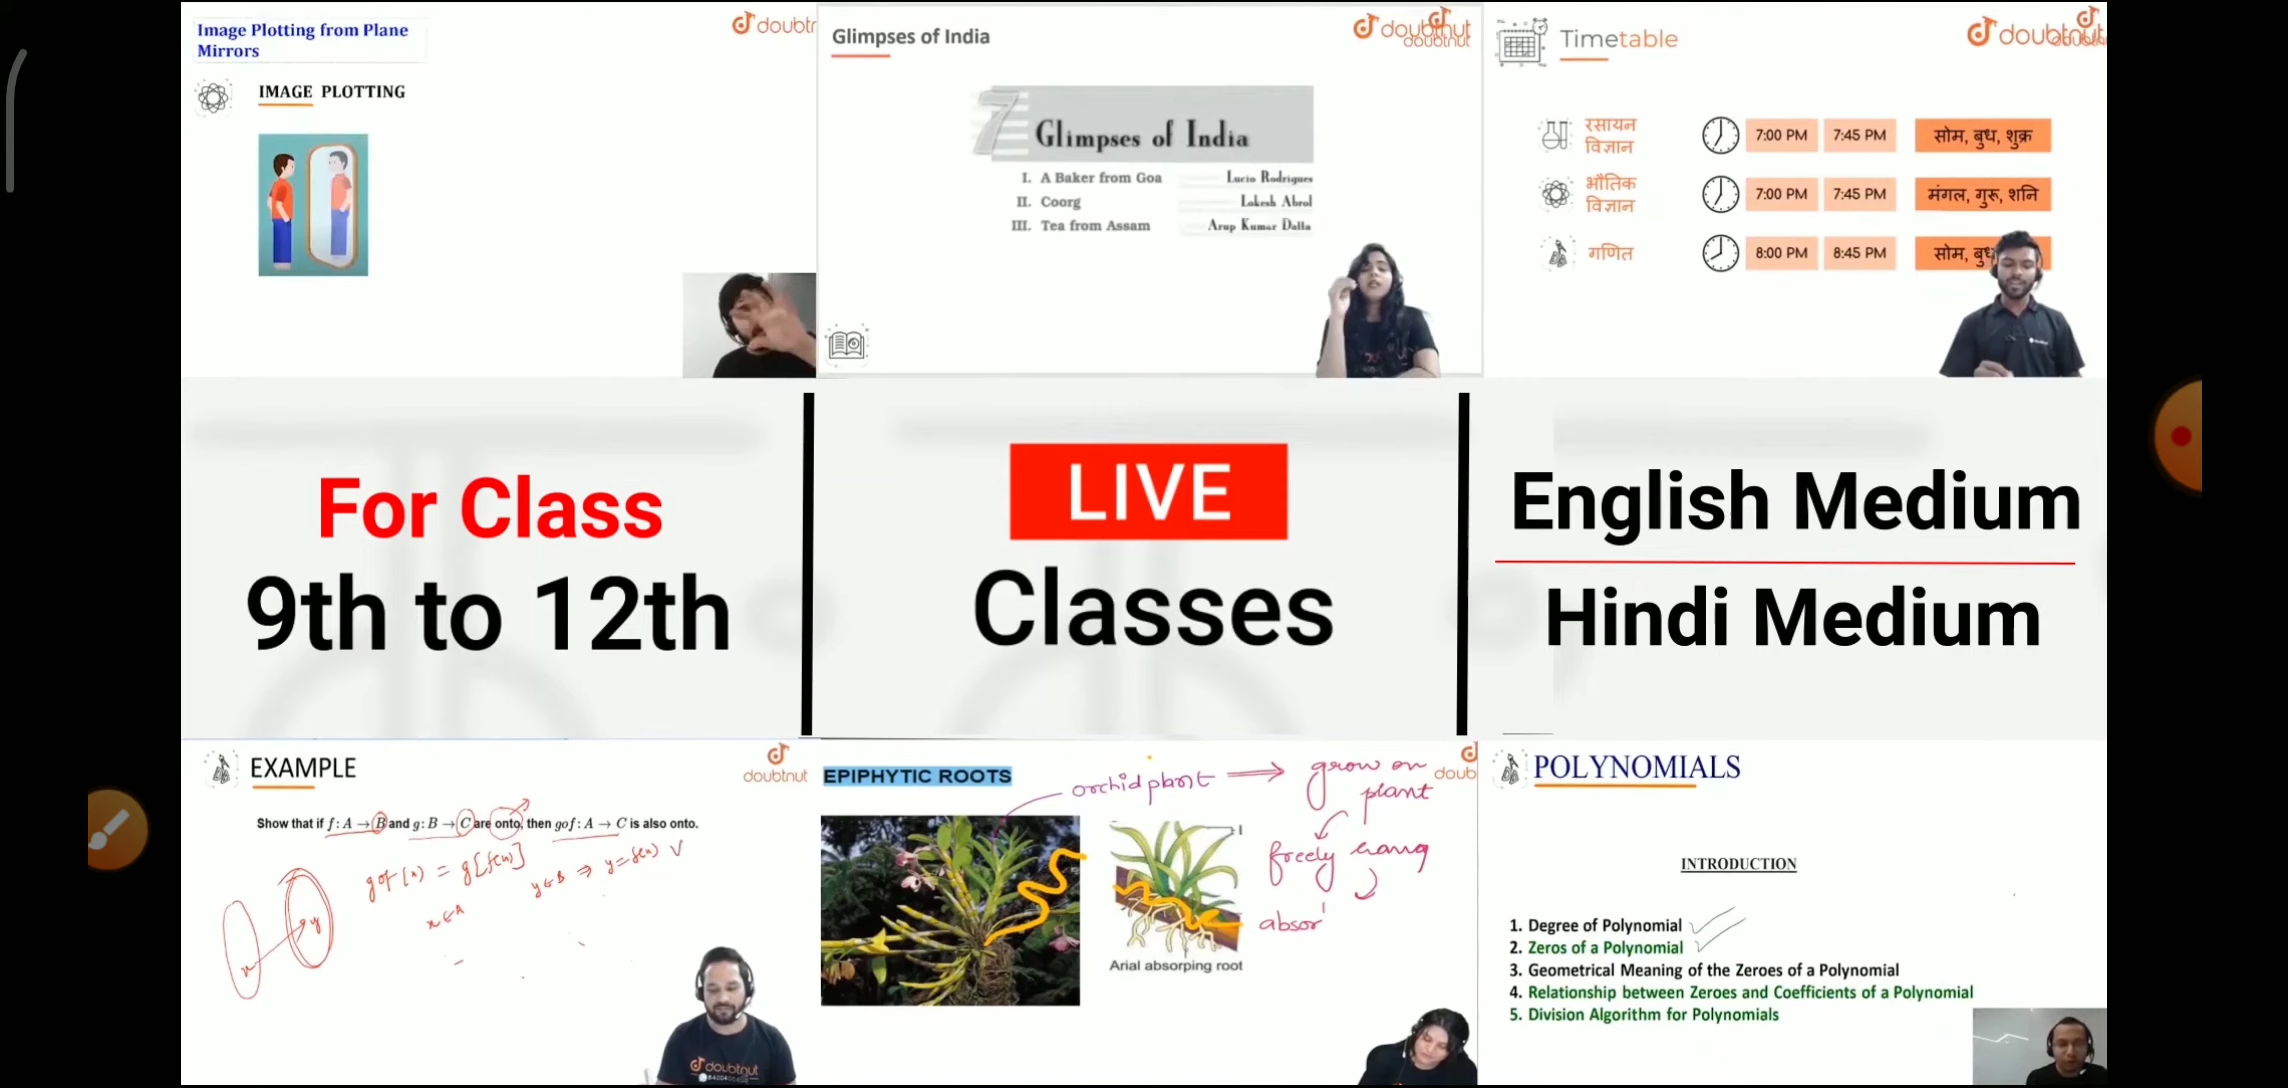 Image Plotting from Plane
Mirrors
doubtr
IMAGE PLOTTING
Glimpses of India
doubtnut
doubtnut
7
Glimpses of India
I. A Baker from Goa Lucio Rodrigues
II. Coorg Lokesh Abrol
III. Tea from Assam Arup Kumar Datta
Timetable
doubtnut
रसायन
विज्ञान
7:00 PM 7:45 PM सोम, बुध, शुक्र
भौतिक
विज्ञान
7:00 PM 7:45 PM मंगल, गुरू, शनि
गणित 8:00 PM 8:45 PM सोम, बुध
For Class
9th to 12th
LIVE
Classes
English Medium
Hindi Medium
EXAMPLE
doubtnut
Show that if f : A → B and g : B → C are onto, then gof : A → C is also onto.
gof(x) = g[f(x)]
x∈A
y∈B ⇒ y=f(x)
x
y
doubtnut
EPIPHYTIC ROOTS
doub
orchid plant ⟶ grow on
plant
freely hang
absor
Arial absorping root
POLYNOMIALS
INTRODUCTION
1. Degree of Polynomial
2. Zeros of a Polynomial
3. Geometrical Meaning of the Zeroes of a Polynomial
4. Relationship between Zeroes and Coefficients of a Polynomial
5. Division Algorithm for Polynomials